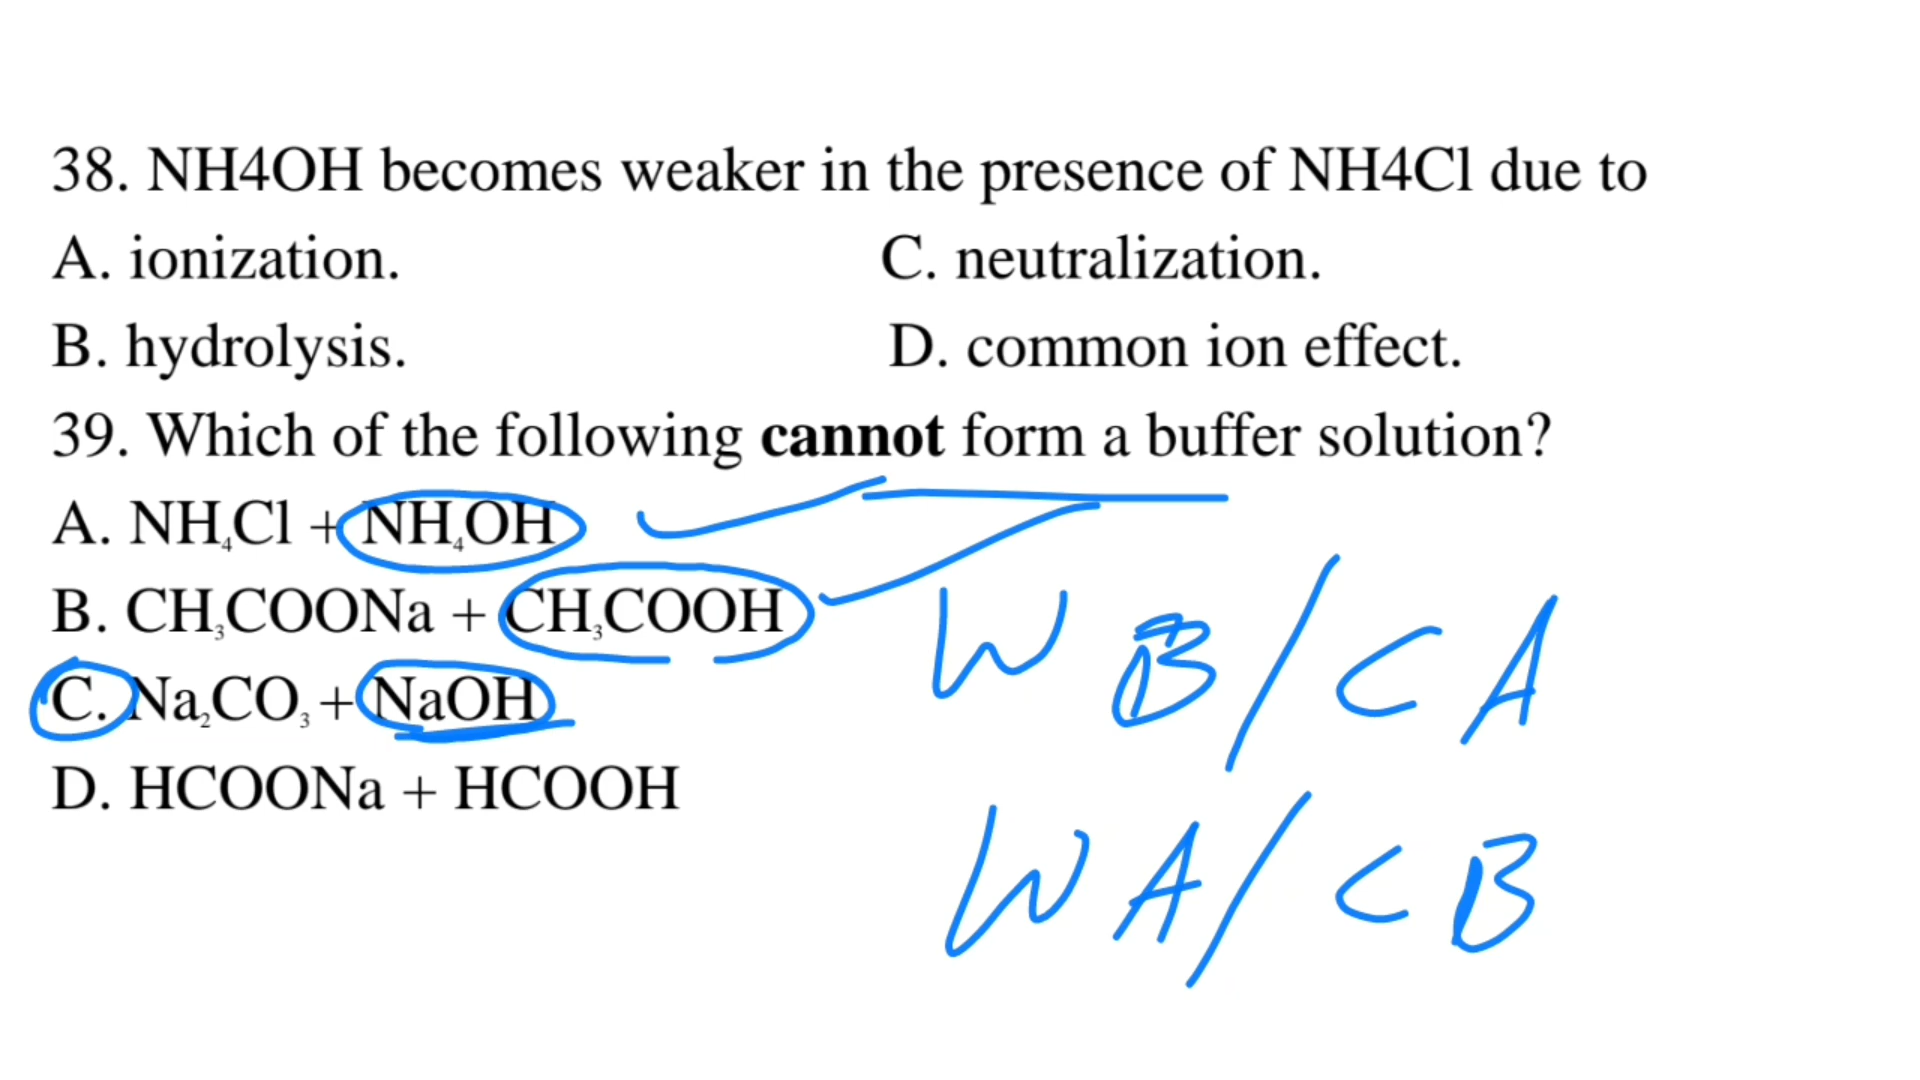 38. NH4OH becomes weaker in the presence of NH4Cl due to
A. ionization. C. neutralization.
B. hydrolysis. D. common ion effect.
39. Which of the following cannot form a buffer solution?
A. NH₄Cl + NH₄OH
B. CH₃COONa + CH₃COOH
C. Na₂CO₃ + NaOH
D. HCOONa + HCOOH
W B/CA
WA/CB